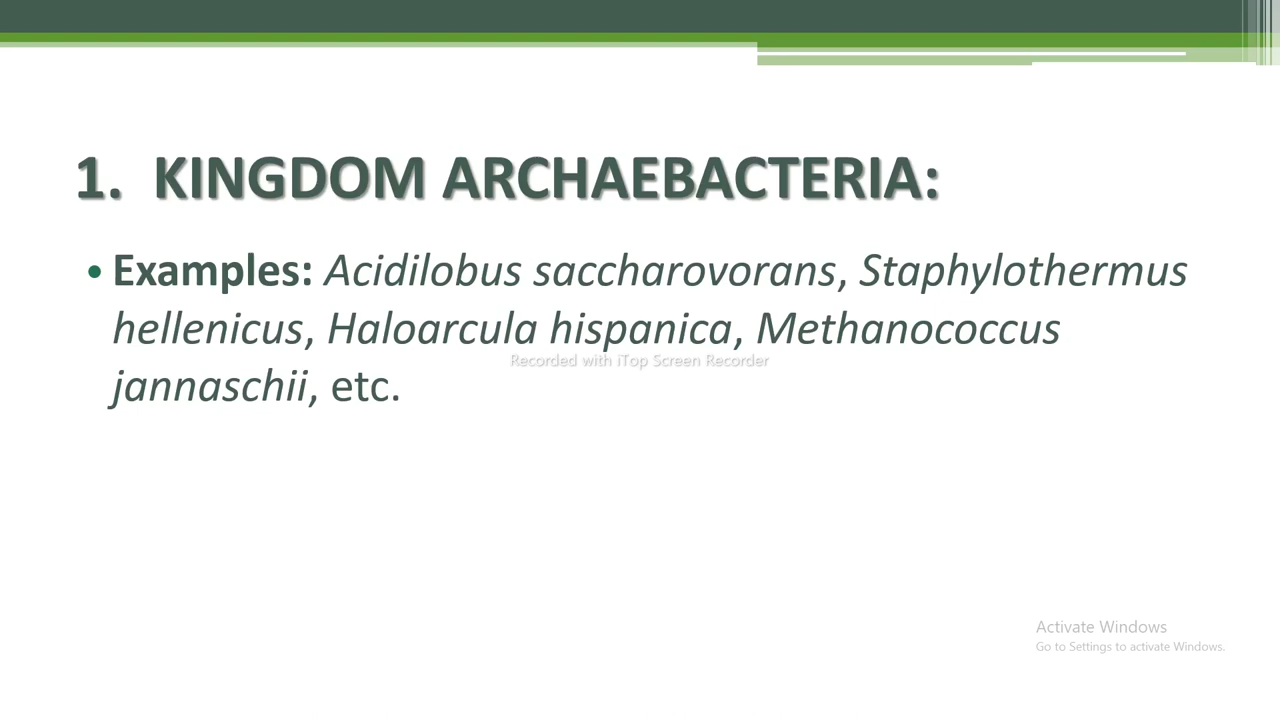 1. KINGDOM ARCHAEBACTERIA:
• Examples: Acidilobus saccharovorans, Staphylothermus
hellenicus, Haloarcula hispanica, Methanococcus
Recorded with iTop Screen Recorder
jannaschii, etc.
Activate Windows
Go to Settings to activate Windows.